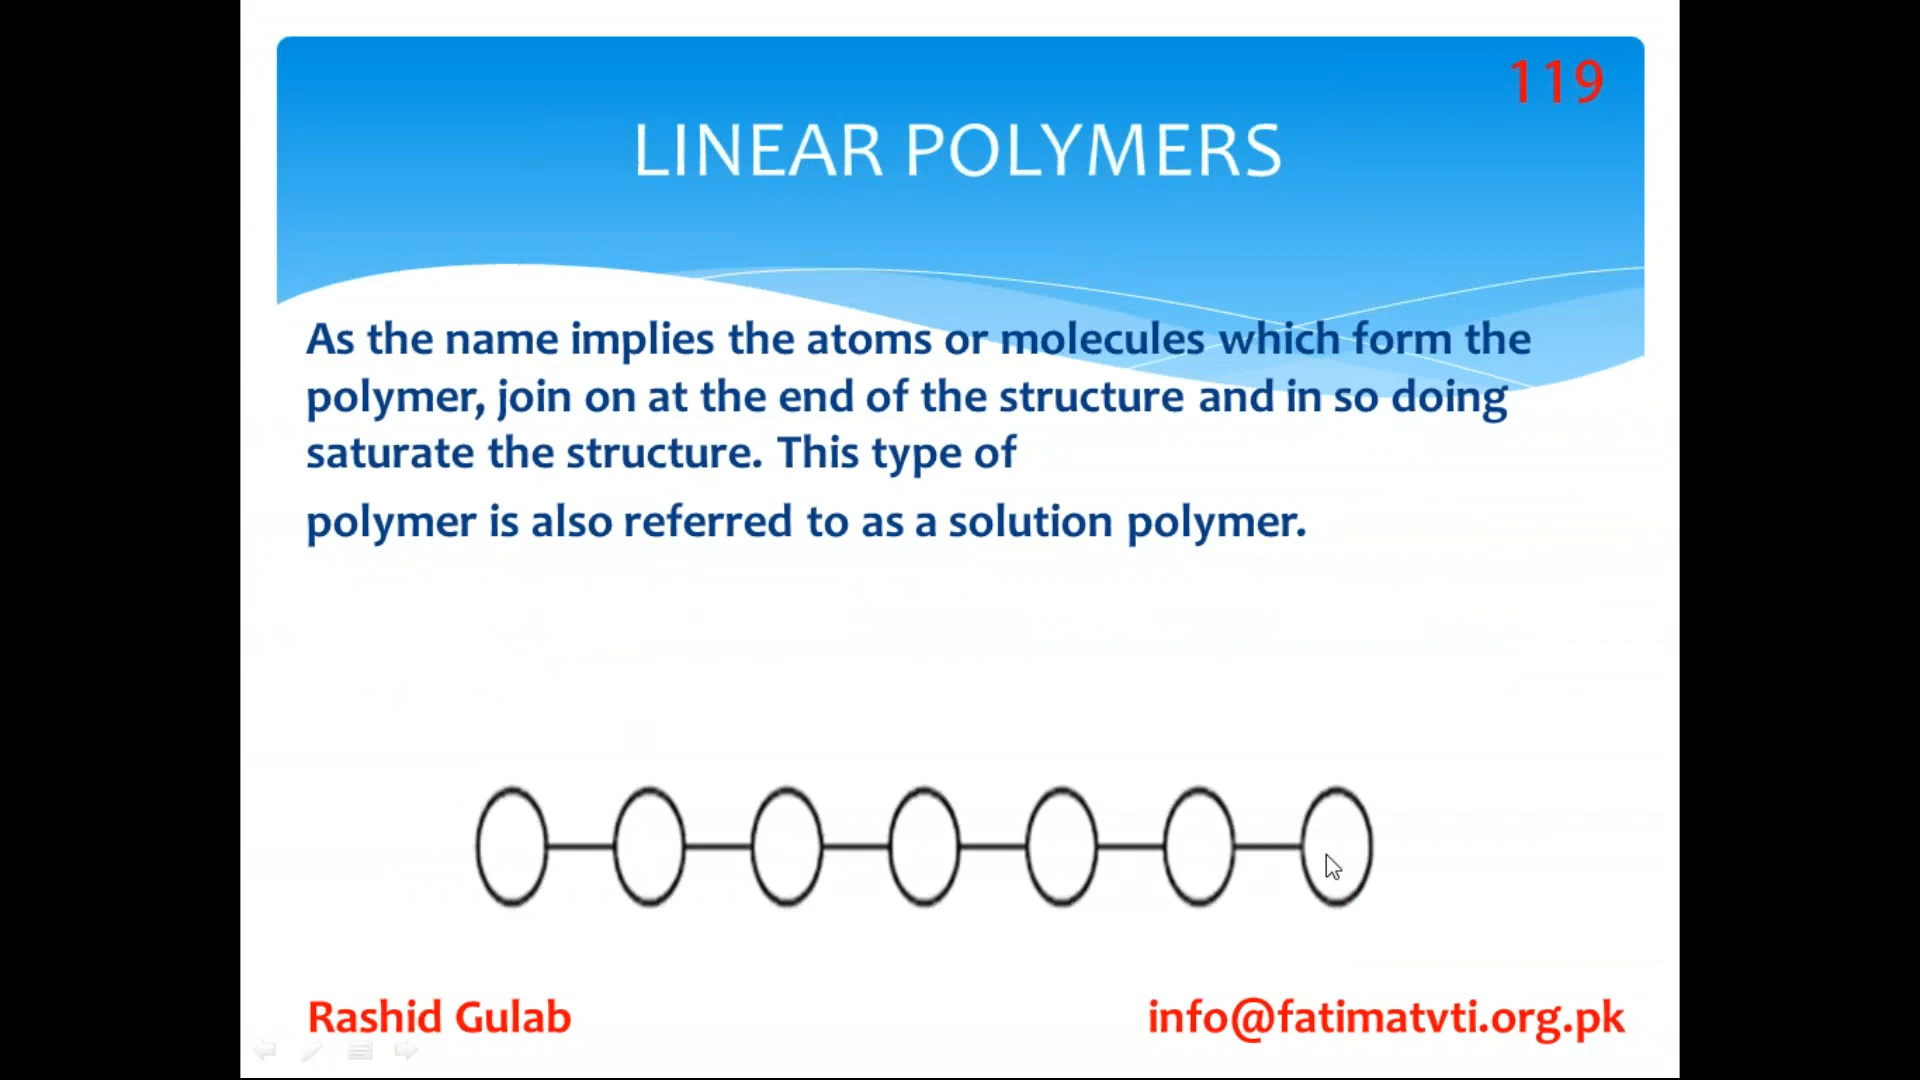 119
LINEAR POLYMERS
As the name implies the atoms or molecules which form the
polymer, join on at the end of the structure and in so doing
saturate the structure. This type of
polymer is also referred to as a solution polymer.
Rashid Gulab
info@fatimatvti.org.pk